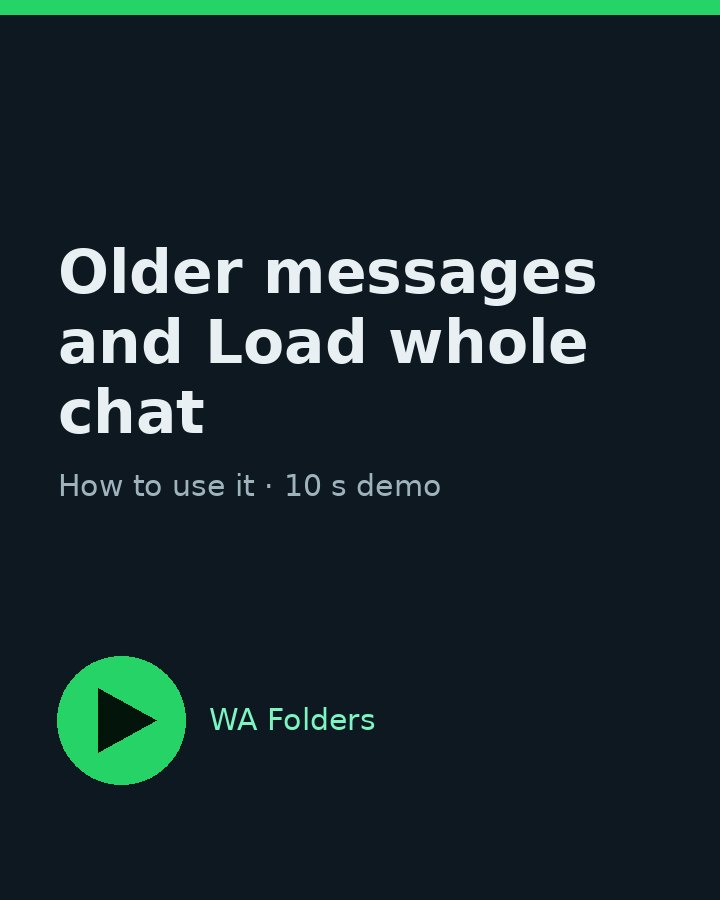 Older messages
and Load whole
chat
How to use it · 10 s demo
WA Folders